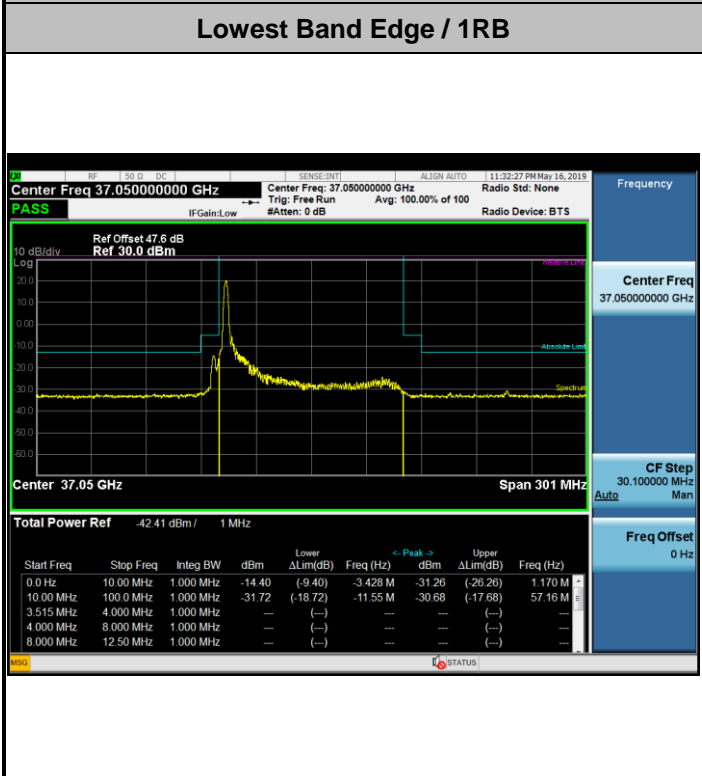 Lowest Band Edge / 1RB
RF 50 Ω DC SENSE:INT ALIGN AUTO 11:32:27 PM May 16, 2019
Center Freq 37.050000000 GHz Center Freq: 37.050000000 GHz Radio Std: None
PASS IFGain:Low Trig: Free Run Avg: 100.00% of 100
#Atten: 0 dB Radio Device: BTS
Frequency
Ref Offset 47.6 dB
10 dB/div Ref 30.0 dBm
Log
Relative Limit
20.0
10.0
0.00
-10.0
Absolute Limit
-20.0
-30.0
Spectrum
-40.0
-50.0
-60.0
Center 37.05 GHz Span 301 MHz
Center Freq
37.050000000 GHz
CF Step
30.100000 MHz
Auto Man
Freq Offset
0 Hz
Total Power Ref -42.41 dBm / 1 MHz
Lower <- Peak -> Upper
Start Freq Stop Freq Integ BW dBm ΔLim(dB) Freq (Hz) dBm ΔLim(dB) Freq (Hz)
0.0 Hz 10.00 MHz 1.000 MHz -14.40 (-9.40) -3.428 M -31.26 (-26.26) 1.170 M
10.00 MHz 100.0 MHz 1.000 MHz -31.72 (-18.72) -11.55 M -30.68 (-17.68) 57.16 M
3.515 MHz 4.000 MHz 1.000 MHz --- (---) --- --- (---) ---
4.000 MHz 8.000 MHz 1.000 MHz --- (---) --- --- (---) ---
8.000 MHz 12.50 MHz 1.000 MHz --- (---) --- --- (---) ---
MSG STATUS